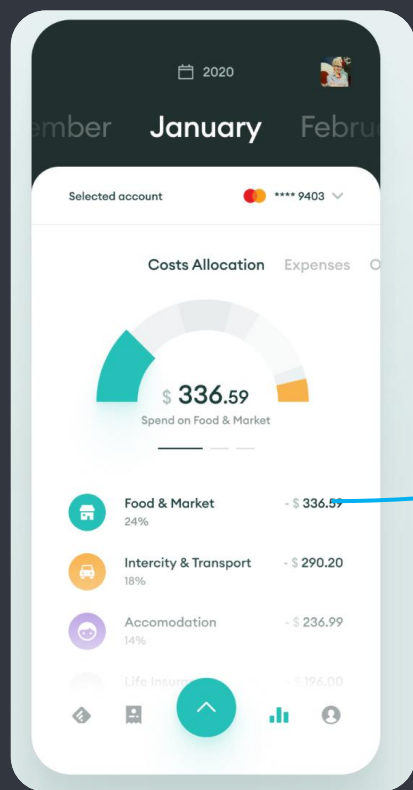 2020
ember January Febru
Selected account **** 9403
Costs Allocation Expenses O
$ 336.59
Spend on Food & Market
Food & Market - $ 336.59
24%
Intercity & Transport - $ 290.20
18%
Accomodation - $ 236.99
14%
Life Insur - $ 196.00